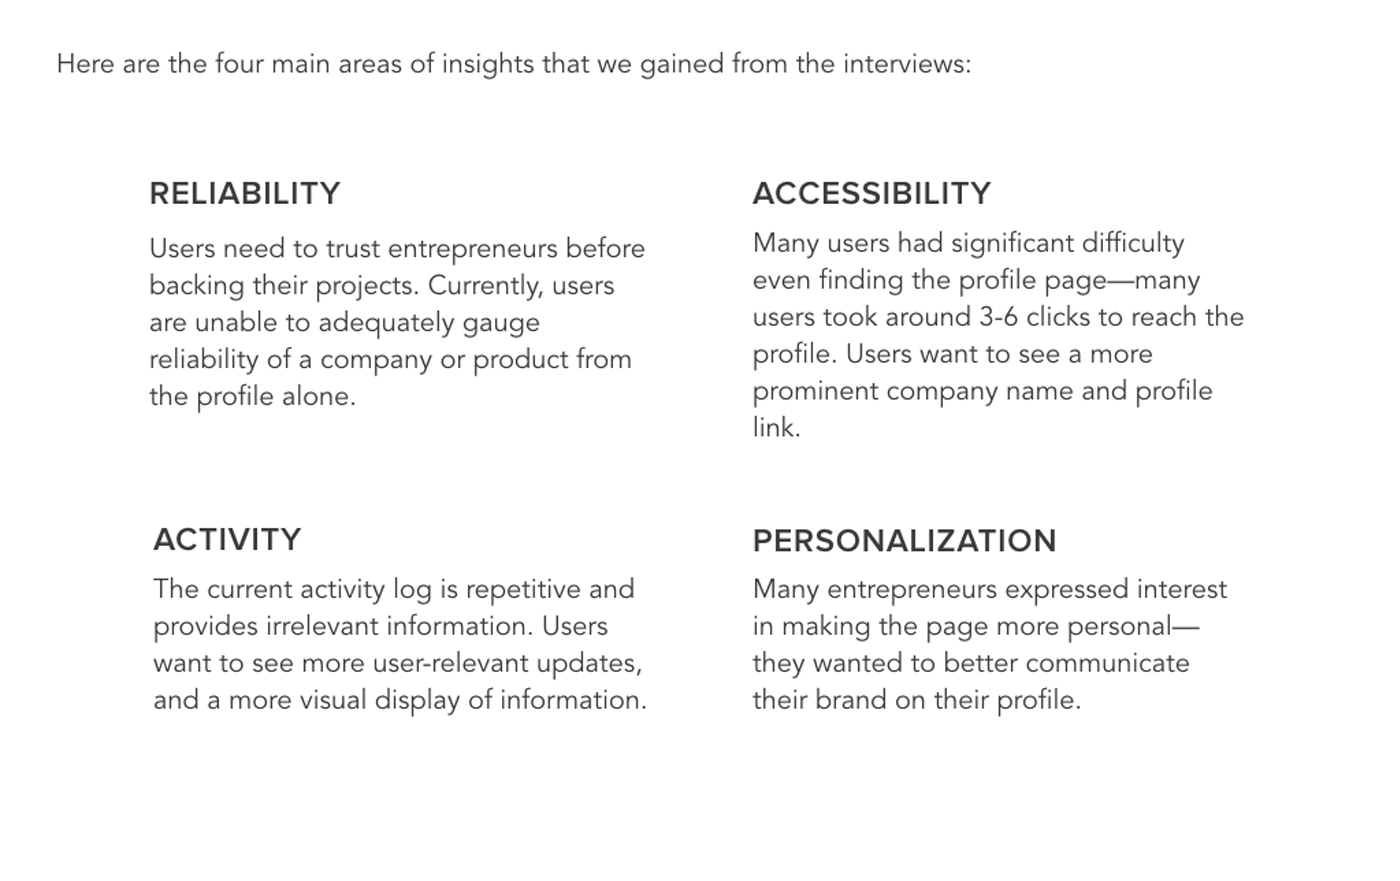 Here are the four main areas of insights that we gained from the interviews:
RELIABILITY
Users need to trust entrepreneurs before
backing their projects. Currently, users
are unable to adequately gauge
reliability of a company or product from
the profile alone.
ACCESSIBILITY
Many users had significant difficulty
even finding the profile page—many
users took around 3-6 clicks to reach the
profile. Users want to see a more
prominent company name and profile
link.
ACTIVITY
The current activity log is repetitive and
provides irrelevant information. Users
want to see more user-relevant updates,
and a more visual display of information.
PERSONALIZATION
Many entrepreneurs expressed interest
in making the page more personal—
they wanted to better communicate
their brand on their profile.